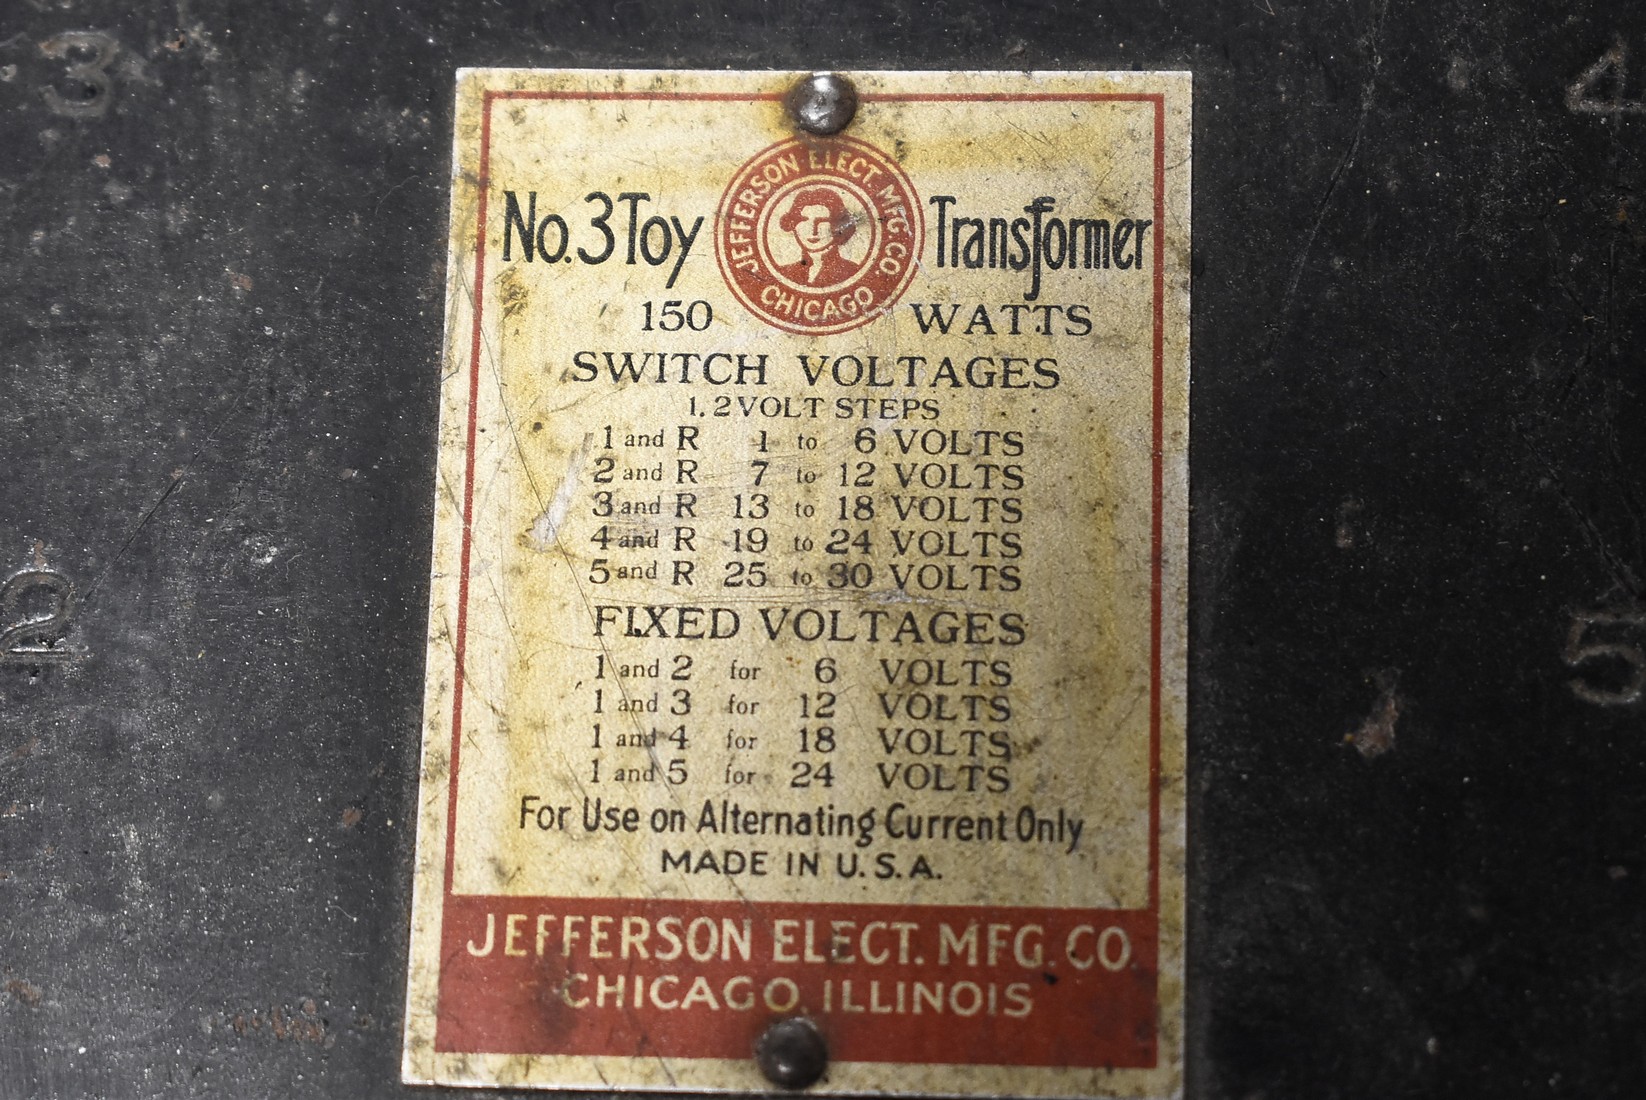 3
4
JEFFERSON ELECT. MFG. CO.
CHICAGO
No. 3 Toy Transformer
150 WATTS
SWITCH VOLTAGES
1.2 VOLT STEPS
1 and R 1 to 6 VOLTS
2 and R 7 to 12 VOLTS
3 and R 13 to 18 VOLTS
4 and R 19 to 24 VOLTS
5 and R 25 to 30 VOLTS
FIXED VOLTAGES
1 and 2 for 6 VOLTS
1 and 3 for 12 VOLTS
1 and 4 for 18 VOLTS
1 and 5 for 24 VOLTS
For Use on Alternating Current Only
MADE IN U.S.A.
JEFFERSON ELECT. MFG. CO.
CHICAGO, ILLINOIS
2
5